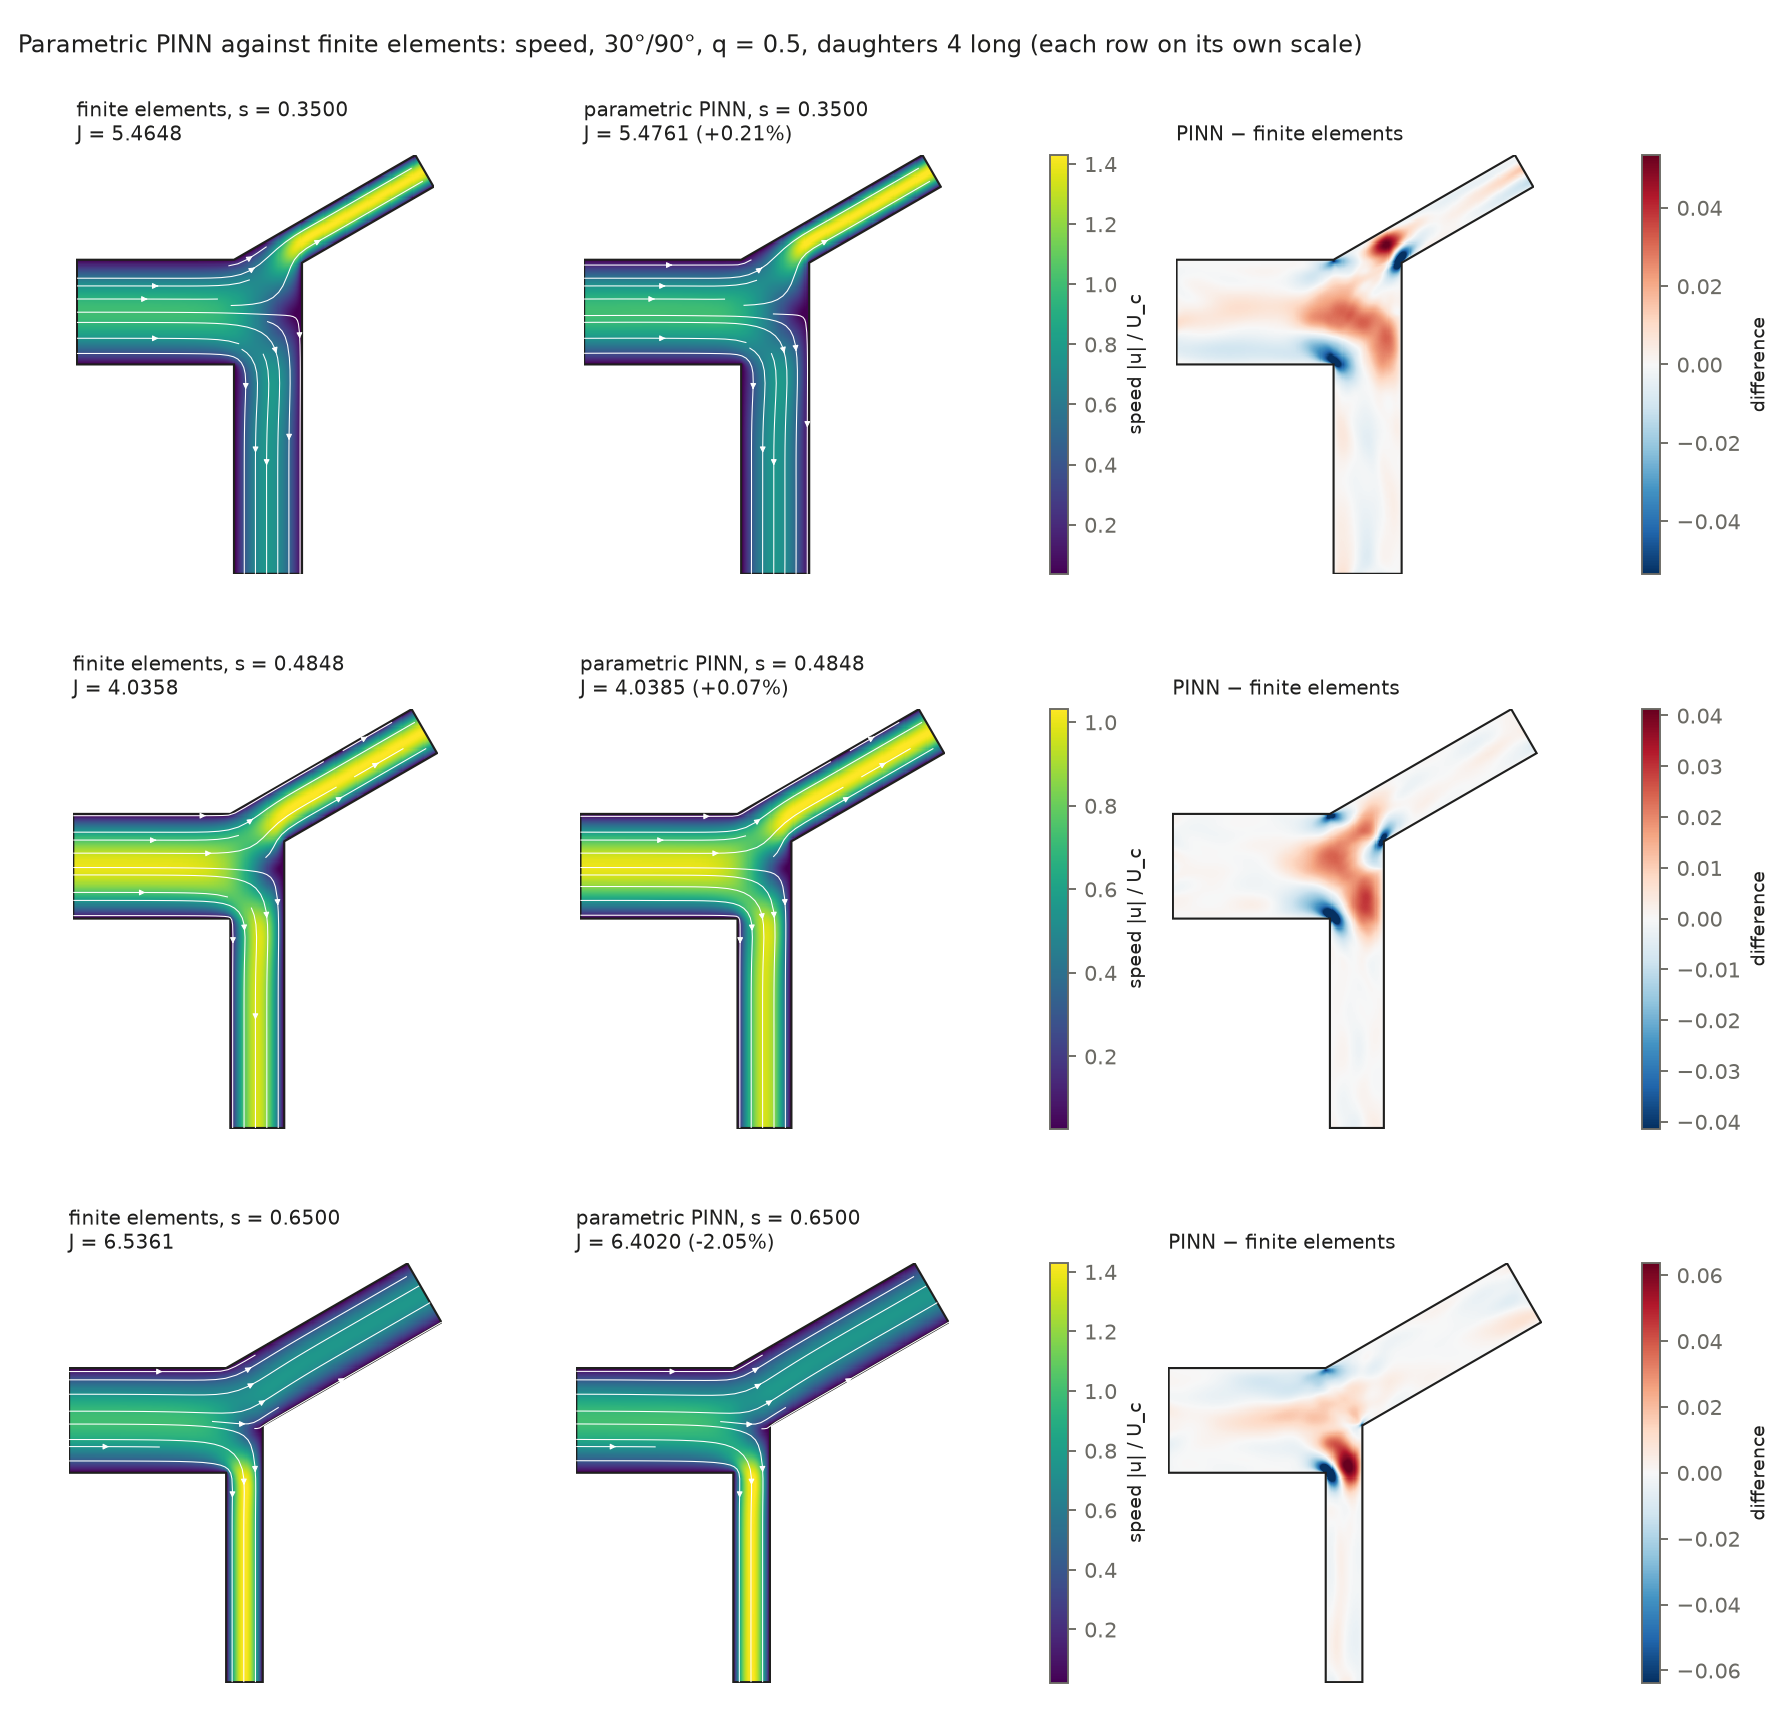 Parametric PINN against finite elements: speed, 30°/90°, q = 0.5, daughters 4 long (each row on its own scale)
finite elements, s = 0.3500
J = 5.4648
parametric PINN, s = 0.3500
J = 5.4761 (+0.21%)
PINN − finite elements
1.4
1.2
1.0
0.8
0.6
0.4
0.2
speed |u| / U_c
0.04
0.02
0.00
−0.02
−0.04
difference
finite elements, s = 0.4848
J = 4.0358
parametric PINN, s = 0.4848
J = 4.0385 (+0.07%)
PINN − finite elements
1.0
0.8
0.6
0.4
0.2
speed |u| / U_c
0.04
0.03
0.02
0.01
0.00
−0.01
−0.02
−0.03
−0.04
difference
finite elements, s = 0.6500
J = 6.5361
parametric PINN, s = 0.6500
J = 6.4020 (-2.05%)
PINN − finite elements
1.4
1.2
1.0
0.8
0.6
0.4
0.2
speed |u| / U_c
0.06
0.04
0.02
0.00
−0.02
−0.04
−0.06
difference